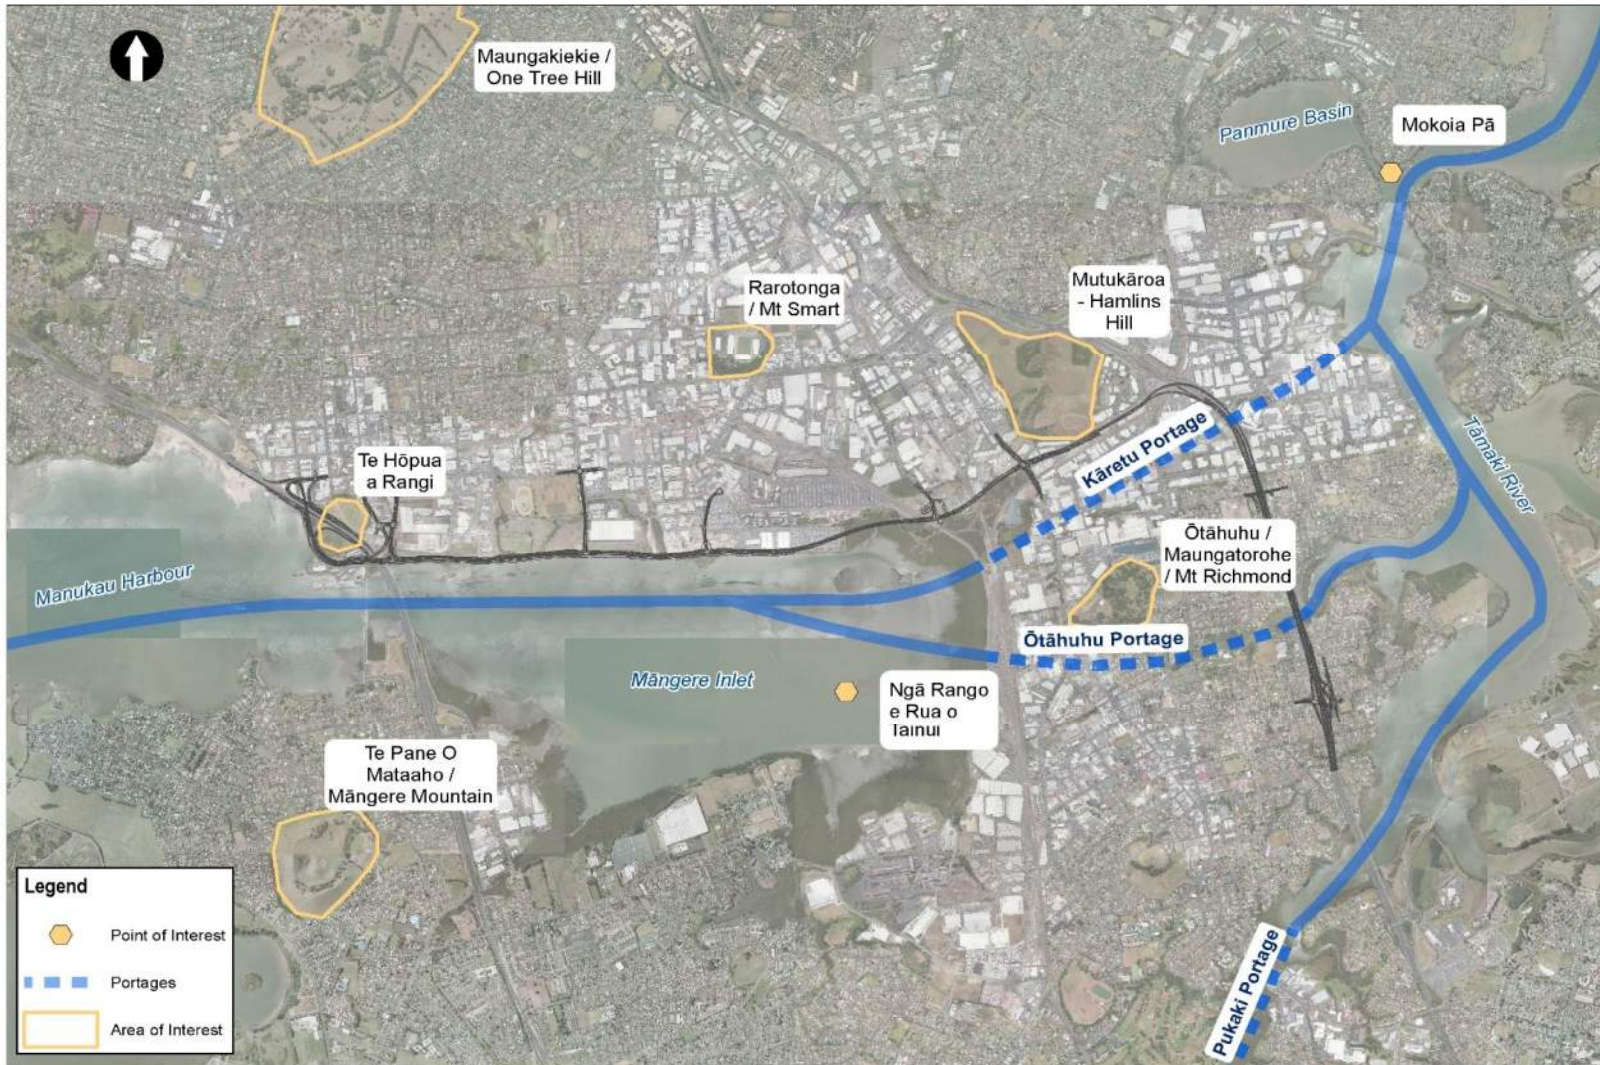 Maungakiekie /
One Tree Hill
Panmure Basin
Mokoia Pā
Rarotonga
/ Mt Smart
Mutukāroa
- Hamlins
Hill
Kāretu Portage
Tāmaki River
Te Hōpua
a Rangi
Ōtāhuhu /
Maungatorohe
/ Mt Richmond
Manukau Harbour
Ōtāhuhu Portage
Māngere Inlet
Ngā Rango
e Rua o
Tainui
Te Pane O
Mataaho /
Māngere Mountain
Pukaki Portage
Legend
Point of Interest
Portages
Area of Interest